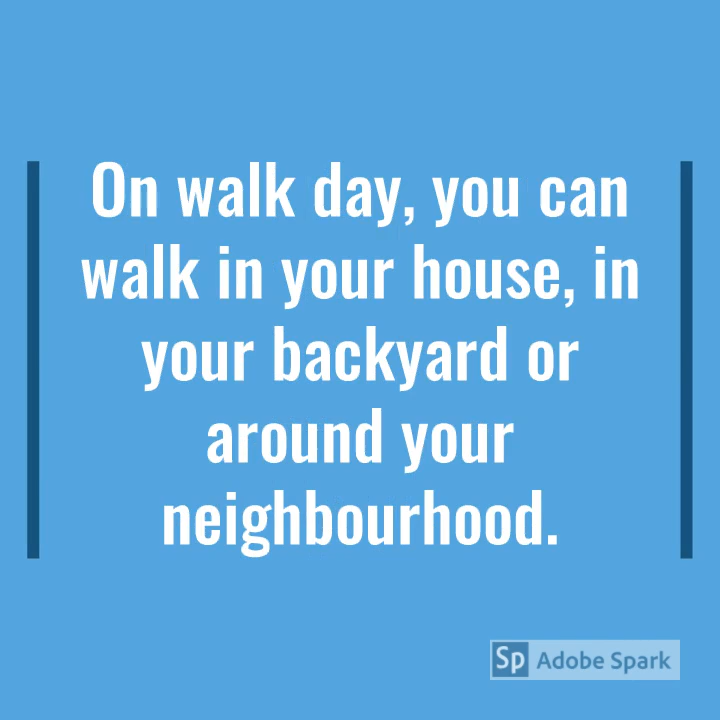 On walk day, you can
walk in your house, in
your backyard or
around your
neighbourhood.
Sp Adobe Spark